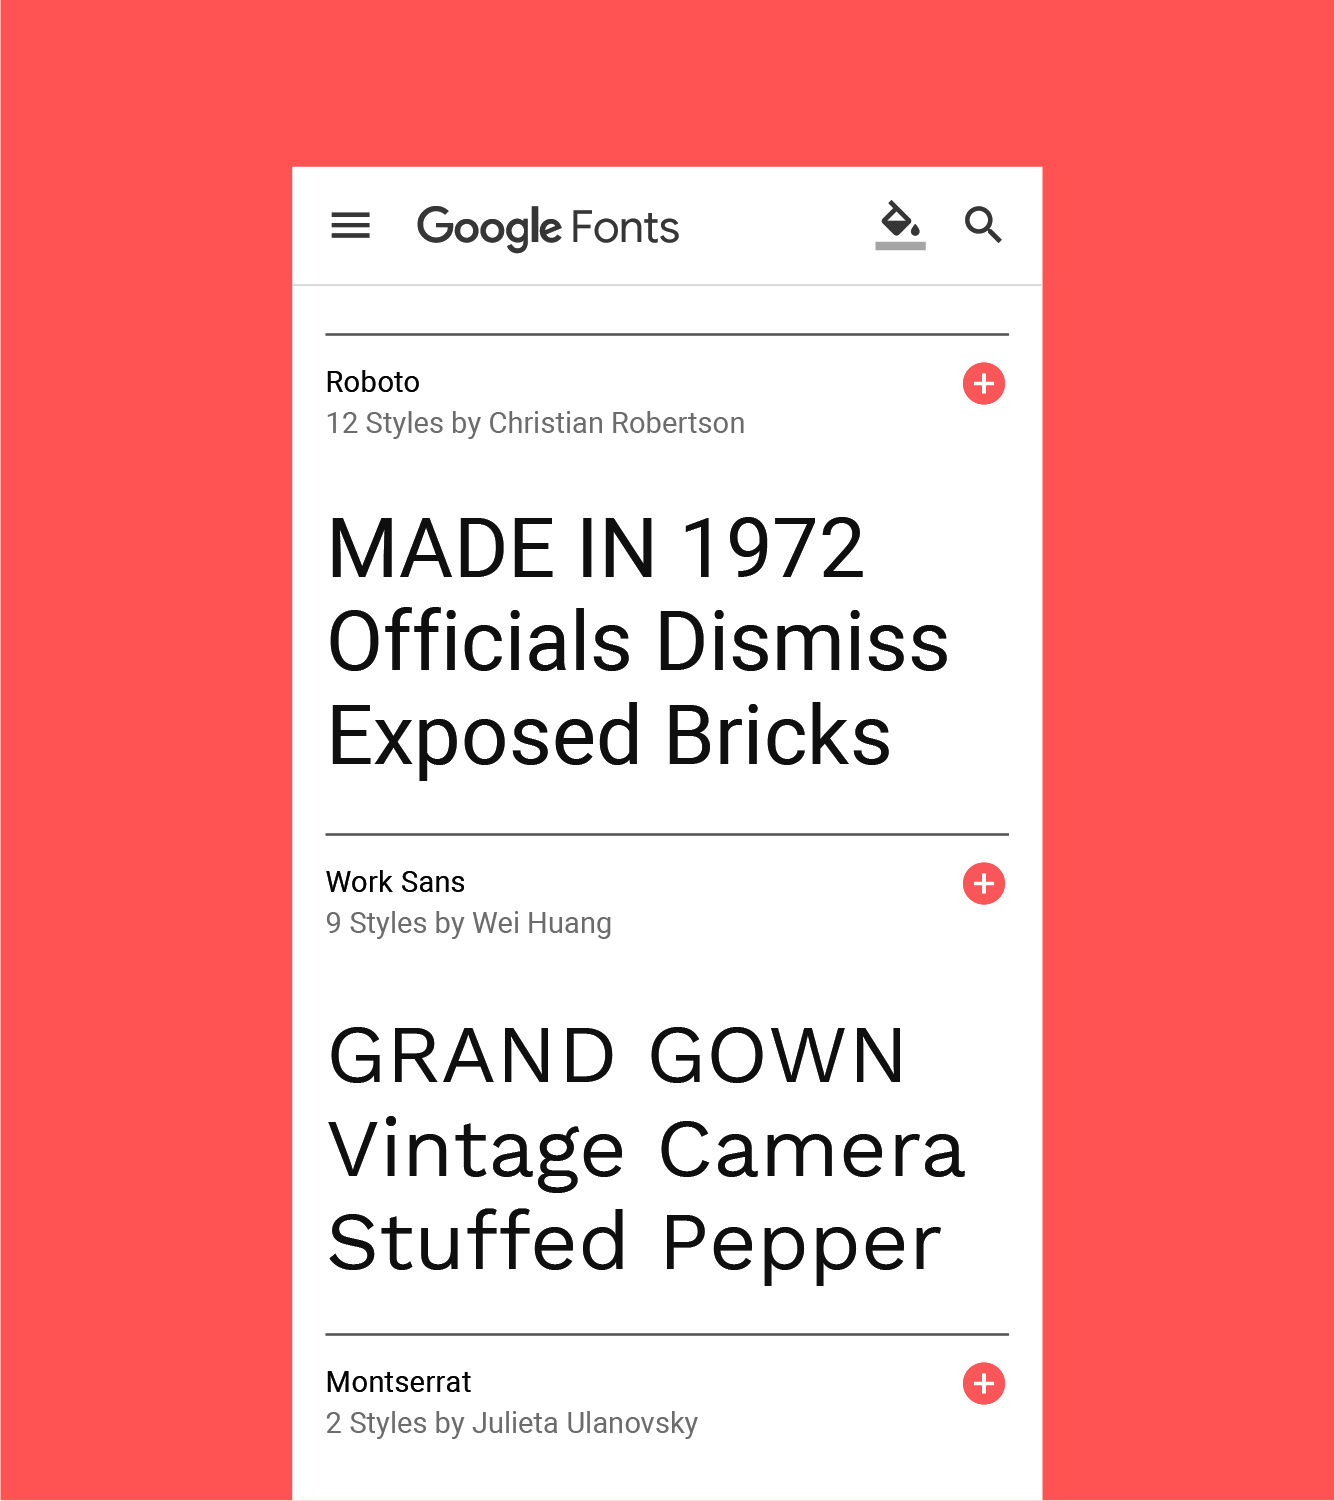 Google Fonts
Roboto
12 Styles by Christian Robertson
MADE IN 1972
Officials Dismiss
Exposed Bricks
Work Sans
9 Styles by Wei Huang
GRAND GOWN
Vintage Camera
Stuffed Pepper
Montserrat
2 Styles by Julieta Ulanovsky